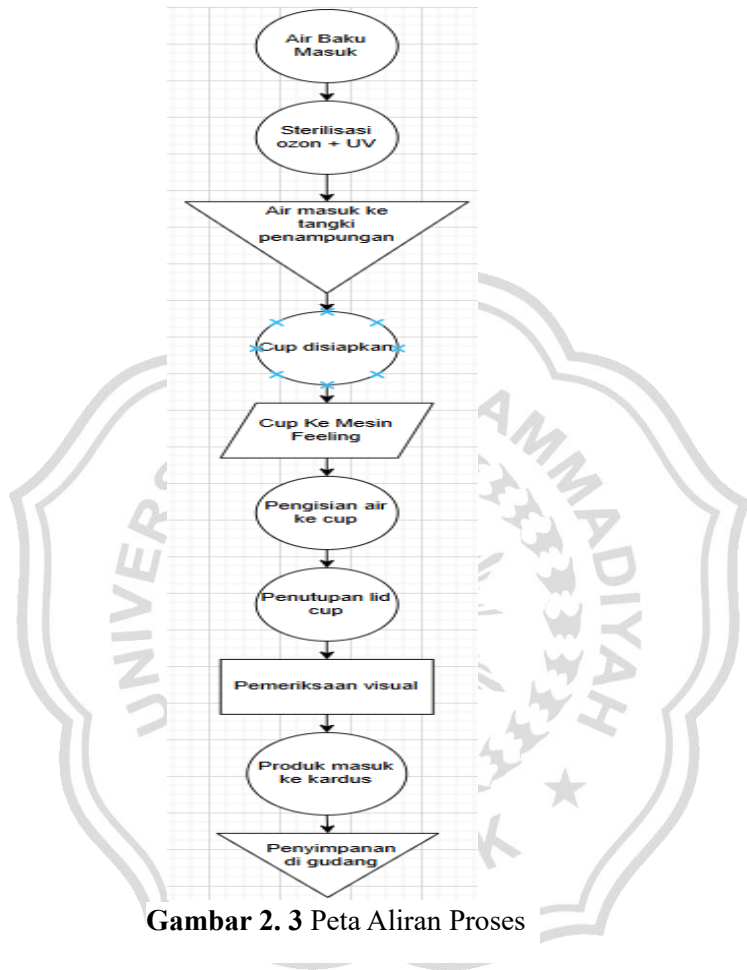 Air Baku
Masuk
Sterilisasi
ozon + UV
Air masuk ke
tangki
penampungan
Cup disiapkan
Cup Ke Mesin
Feeling
Pengisian air
ke cup
Penutupan lid
cup
Pemeriksaan visual
Produk masuk
ke kardus
Penyimpanan
di gudang
Gambar 2. 3 Peta Aliran Proses